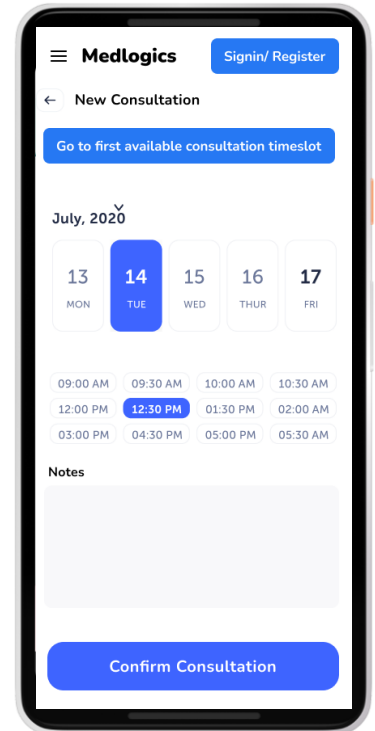 Medlogics Signin/ Register
New Consultation
Go to first available consultation timeslot
July, 2020
13 14 15 16 17
MON TUE WED THUR FRI
09:00 AM 09:30 AM 10:00 AM 10:30 AM
12:00 PM 12:30 PM 01:30 PM 02:00 AM
03:00 PM 04:30 PM 05:00 PM 05:30 AM
Notes
Confirm Consultation